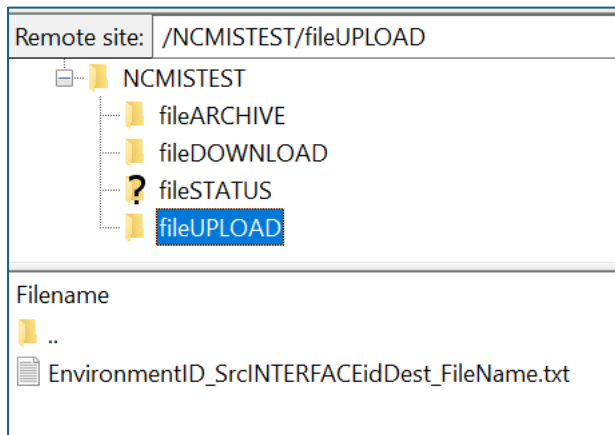 Remote site: /NCMISTEST/fileUPLOAD
NCMISTEST
fileARCHIVE
fileDOWNLOAD
? fileSTATUS
fileUPLOAD
Filename
..
EnvironmentID_SrcINTERFACEidDest_FileName.txt